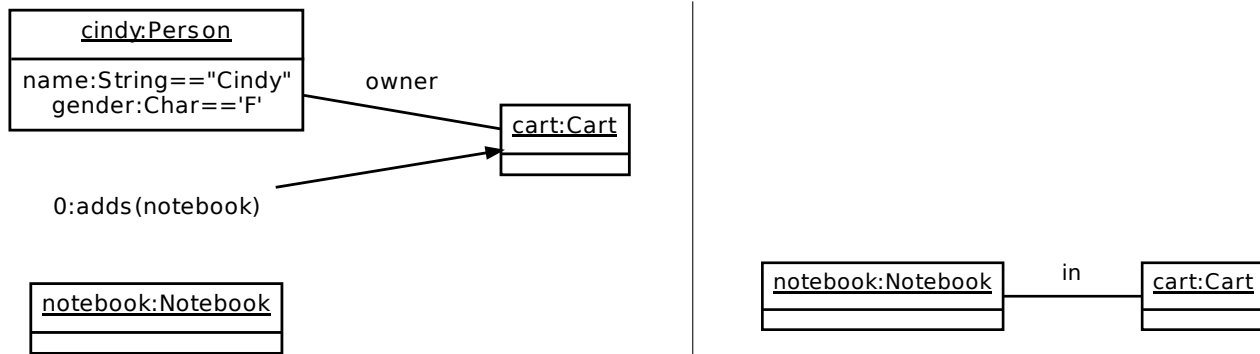 cindy:Person
name:String=="Cindy"
gender:Char=='F'
owner
cart:Cart
0:adds(notebook)
notebook:Notebook
notebook:Notebook
in
cart:Cart